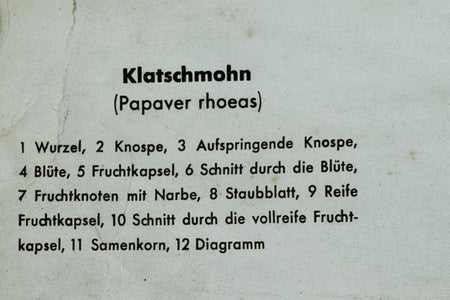 Klatschmohn
(Papaver rhoeas)
1 Wurzel, 2 Knospe, 3 Aufspringende Knospe,
4 Blüte, 5 Fruchtkapsel, 6 Schnitt durch die Blüte,
7 Fruchtknoten mit Narbe, 8 Staubblatt, 9 Reife
Fruchtkapsel, 10 Schnitt durch die vollreife Frucht-
kapsel, 11 Samenkorn, 12 Diagramm